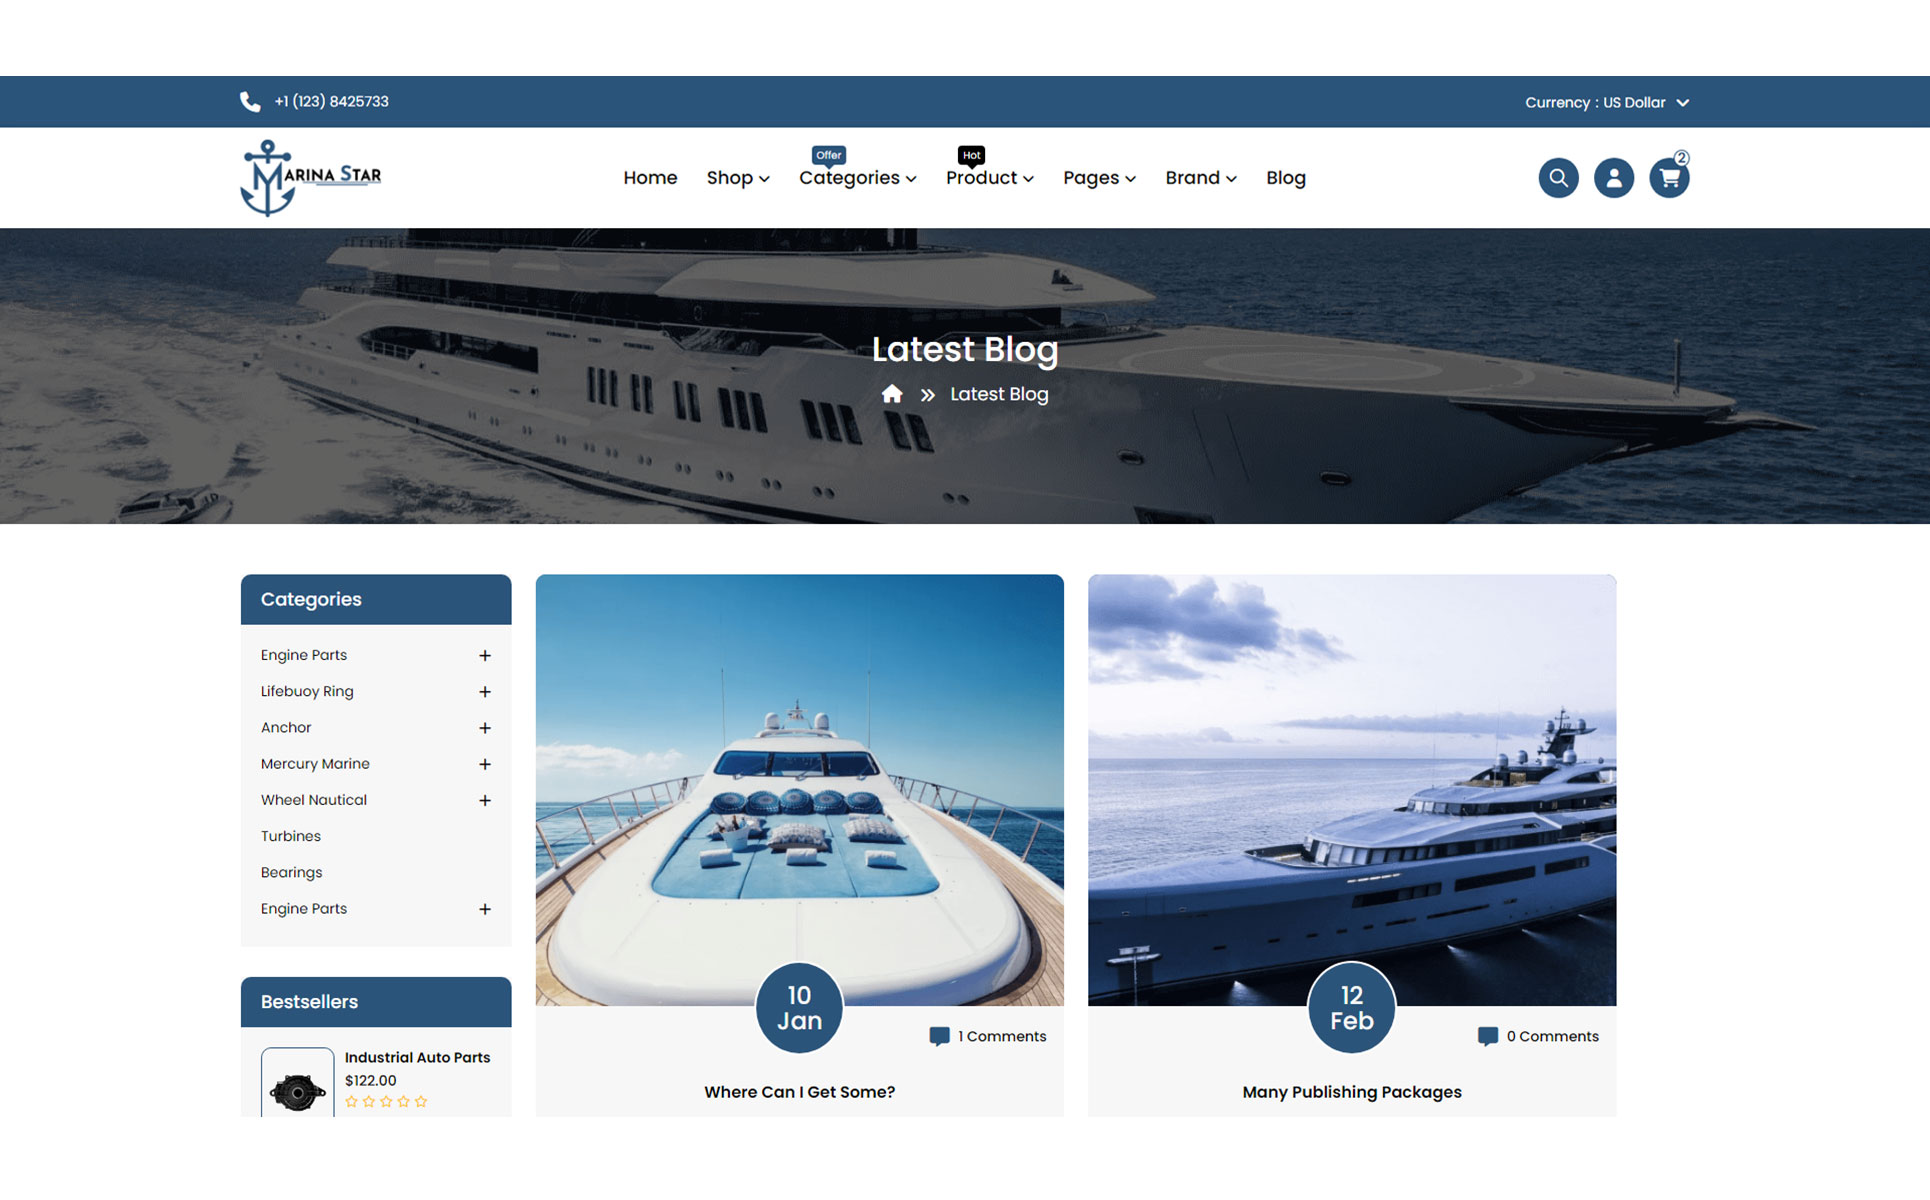 +1 (123) 8425733
Currency : US Dollar
MARINA STAR
Offer
Hot
Home Shop Categories Product Pages Brand Blog
2
Latest Blog
Latest Blog
Categories
Engine Parts
Lifebuoy Ring
Anchor
Mercury Marine
Wheel Nautical
Turbines
Bearings
Engine Parts
Bestsellers
Industrial Auto Parts
$122.00
10
Jan
1 Comments
Where Can I Get Some?
12
Feb
0 Comments
Many Publishing Packages